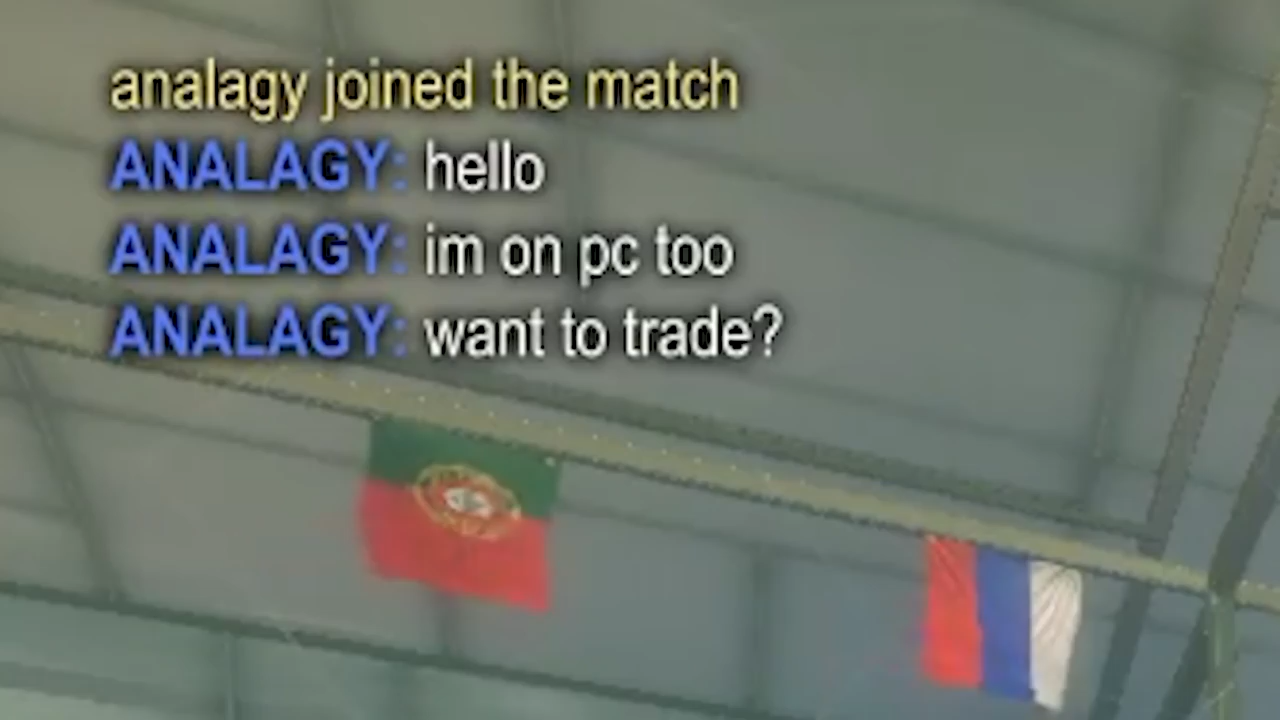 analagy joined the match
ANALAGY: hello
ANALAGY: im on pc too
ANALAGY: want to trade?